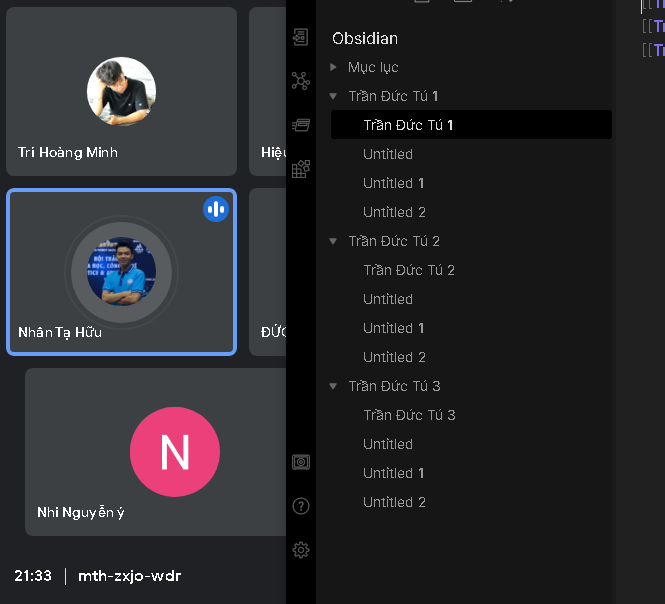 Trí Hoàng Minh
Hiệu
Nhân Tạ Hữu
ĐỨC
N
Nhi Nguyễn ý
21:33 | mth-zxjo-wdr
Obsidian
Mục lục
Trần Đức Tú 1
Trần Đức Tú 1
Untitled
Untitled 1
Untitled 2
Trần Đức Tú 2
Trần Đức Tú 2
Untitled
Untitled 1
Untitled 2
Trần Đức Tú 3
Trần Đức Tú 3
Untitled
Untitled 1
Untitled 2
[[Tr
[[Tr
[[Tr